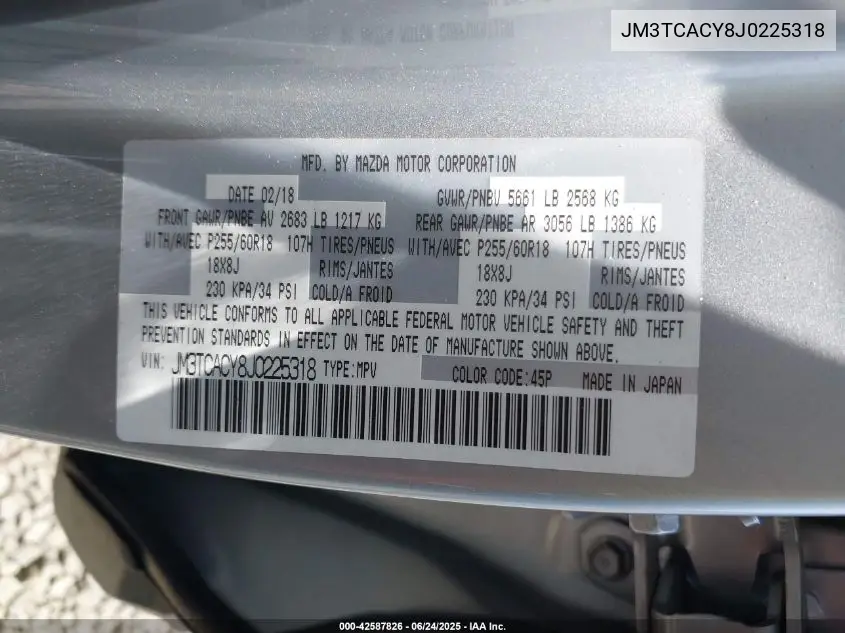 JM3TCACY8J0225318
MFD. BY MAZDA MOTOR CORPORATION
DATE 02/18 GVWR/PNBV 5661 LB 2568 KG
FRONT GAWR/PNBE AV 2683 LB 1217 KG REAR GAWR/PNBE AR 3056 LB 1386 KG
WITH/AVEC P255/60R18 107H TIRES/PNEUS WITH/AVEC P255/60R18 107H TIRES/PNEUS
18X8J RIMS/JANTES 18X8J RIMS/JANTES
230 KPA/34 PSI COLD/A FROID 230 KPA/34 PSI COLD/A FROID
THIS VEHICLE CONFORMS TO ALL APPLICABLE FEDERAL MOTOR VEHICLE SAFETY AND THEFT
PREVENTION STANDARDS IN EFFECT ON THE DATE OF MANUFACTURE SHOWN ABOVE.
VIN: JM3TCACY8J0225318 TYPE:MPV COLOR CODE:45P MADE IN JAPAN
000-42587826 - 06/24/2025 - IAA Inc.